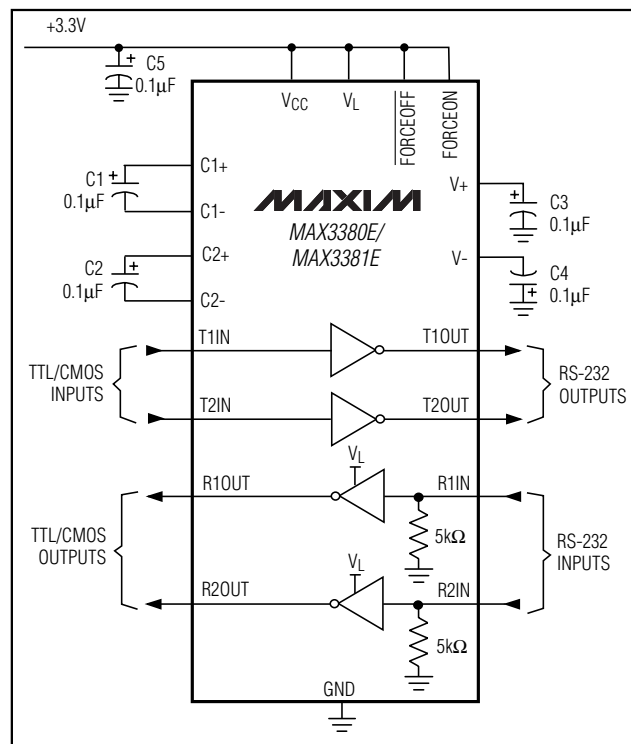 +3.3V
C5
0.1µF
VCC
VL
FORCEOFF
FORCEON
C1+
C1
0.1µF
C1-
C2+
C2
0.1µF
C2-
MAXIM
MAX3380E/
MAX3381E
V+
C3
0.1µF
V-
C4
0.1µF
T1IN
T1OUT
TTL/CMOS
INPUTS
RS-232
OUTPUTS
T2IN
T2OUT
VL
R1OUT
R1IN
5kΩ
TTL/CMOS
OUTPUTS
RS-232
INPUTS
VL
R2OUT
R2IN
5kΩ
GND